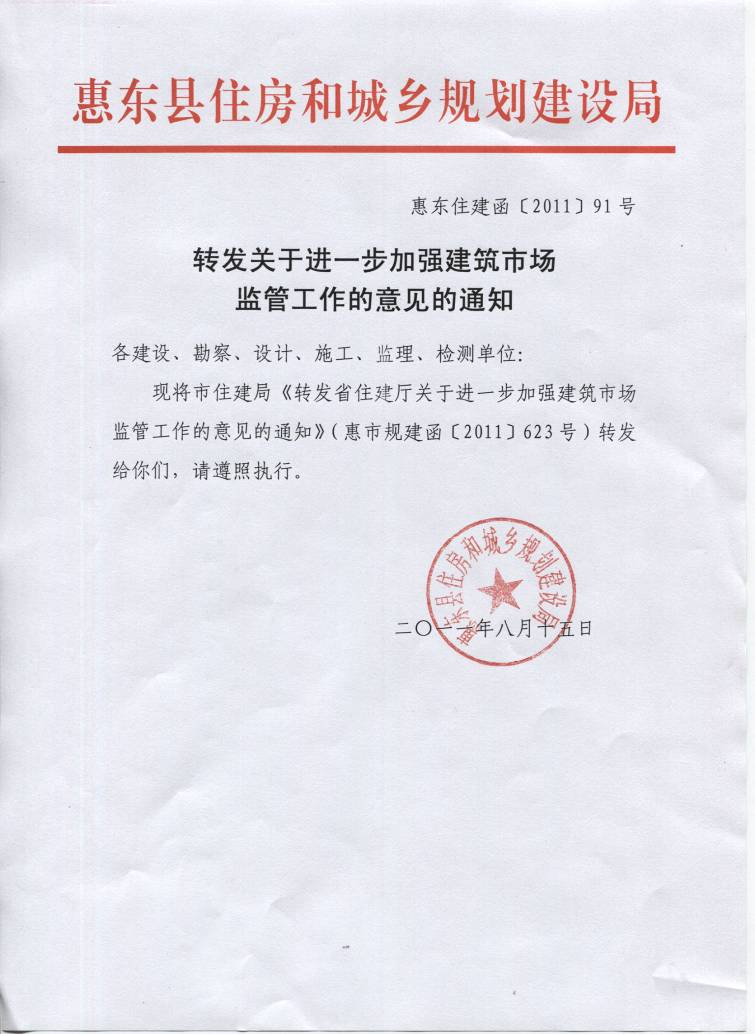 惠东县住房和城乡规划建设局
惠东住建函〔2011〕91号
转发关于进一步加强建筑市场
监管工作的意见的通知
各建设、勘察、设计、施工、监理、检测单位：
现将市住建局《转发省住建厅关于进一步加强建筑市场
监管工作的意见的通知》（惠市规建函〔2011〕623号）转发
给你们，请遵照执行。
惠东县住房和城乡规划建设局
二〇一一年八月十五日